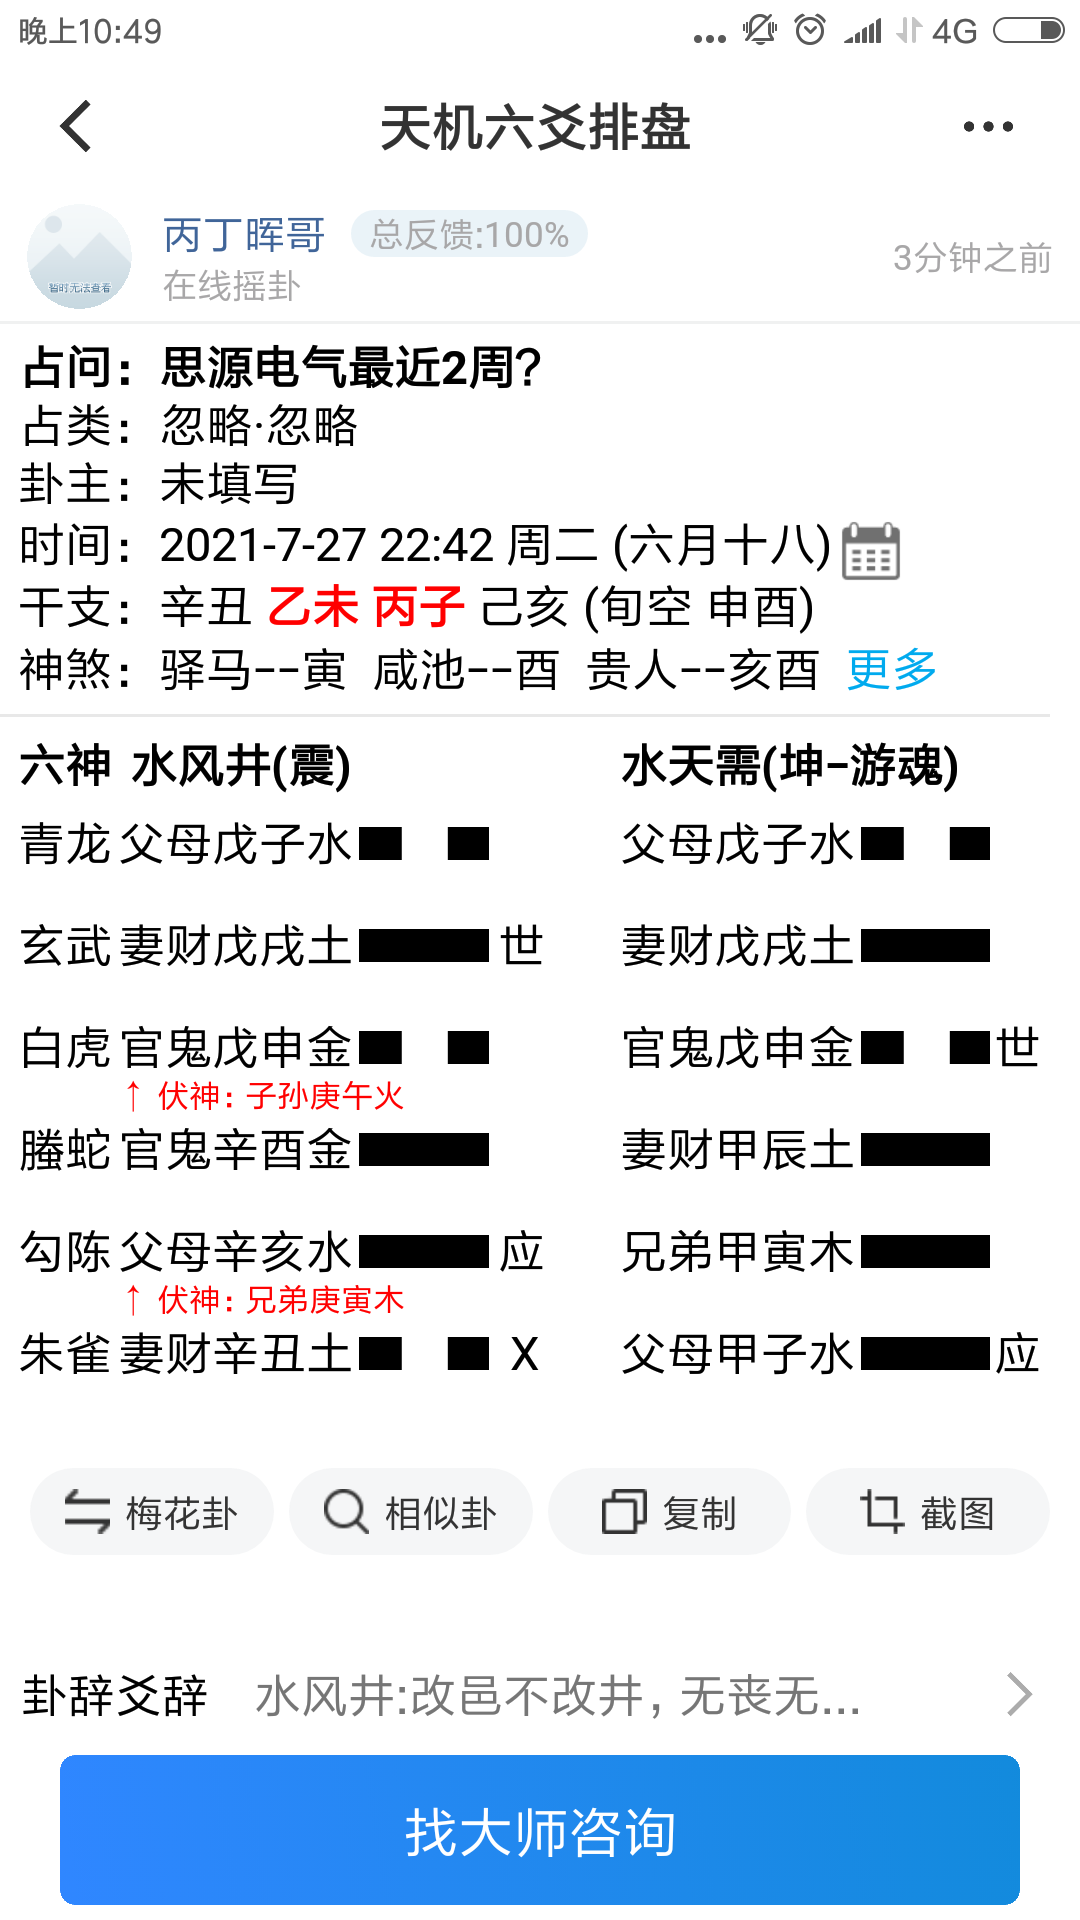 晚上10:49 ... 4G
天机六爻排盘
丙丁晖哥 总反馈:100%
在线摇卦
3分钟之前
暂时无法查看
占问：思源电气最近2周?
占类：忽略·忽略
卦主：未填写
时间：2021-7-27 22:42 周二 (六月十八)
干支：辛丑 乙未 丙子 己亥 (旬空 申酉)
神煞：驿马--寅 咸池--酉 贵人--亥酉 更多
六神 水风井(震) 水天需(坤-游魂)
青龙 父母戊子水 父母戊子水
玄武 妻财戊戌土 世 妻财戊戌土
白虎 官鬼戊申金 官鬼戊申金 世
↑ 伏神：子孙庚午火
螣蛇 官鬼辛酉金 妻财甲辰土
勾陈 父母辛亥水 应 兄弟甲寅木
↑ 伏神：兄弟庚寅木
朱雀 妻财辛丑土 X 父母甲子水 应
梅花卦 相似卦 复制 截图
卦辞爻辞 水风井:改邑不改井，无丧无...
找大师咨询